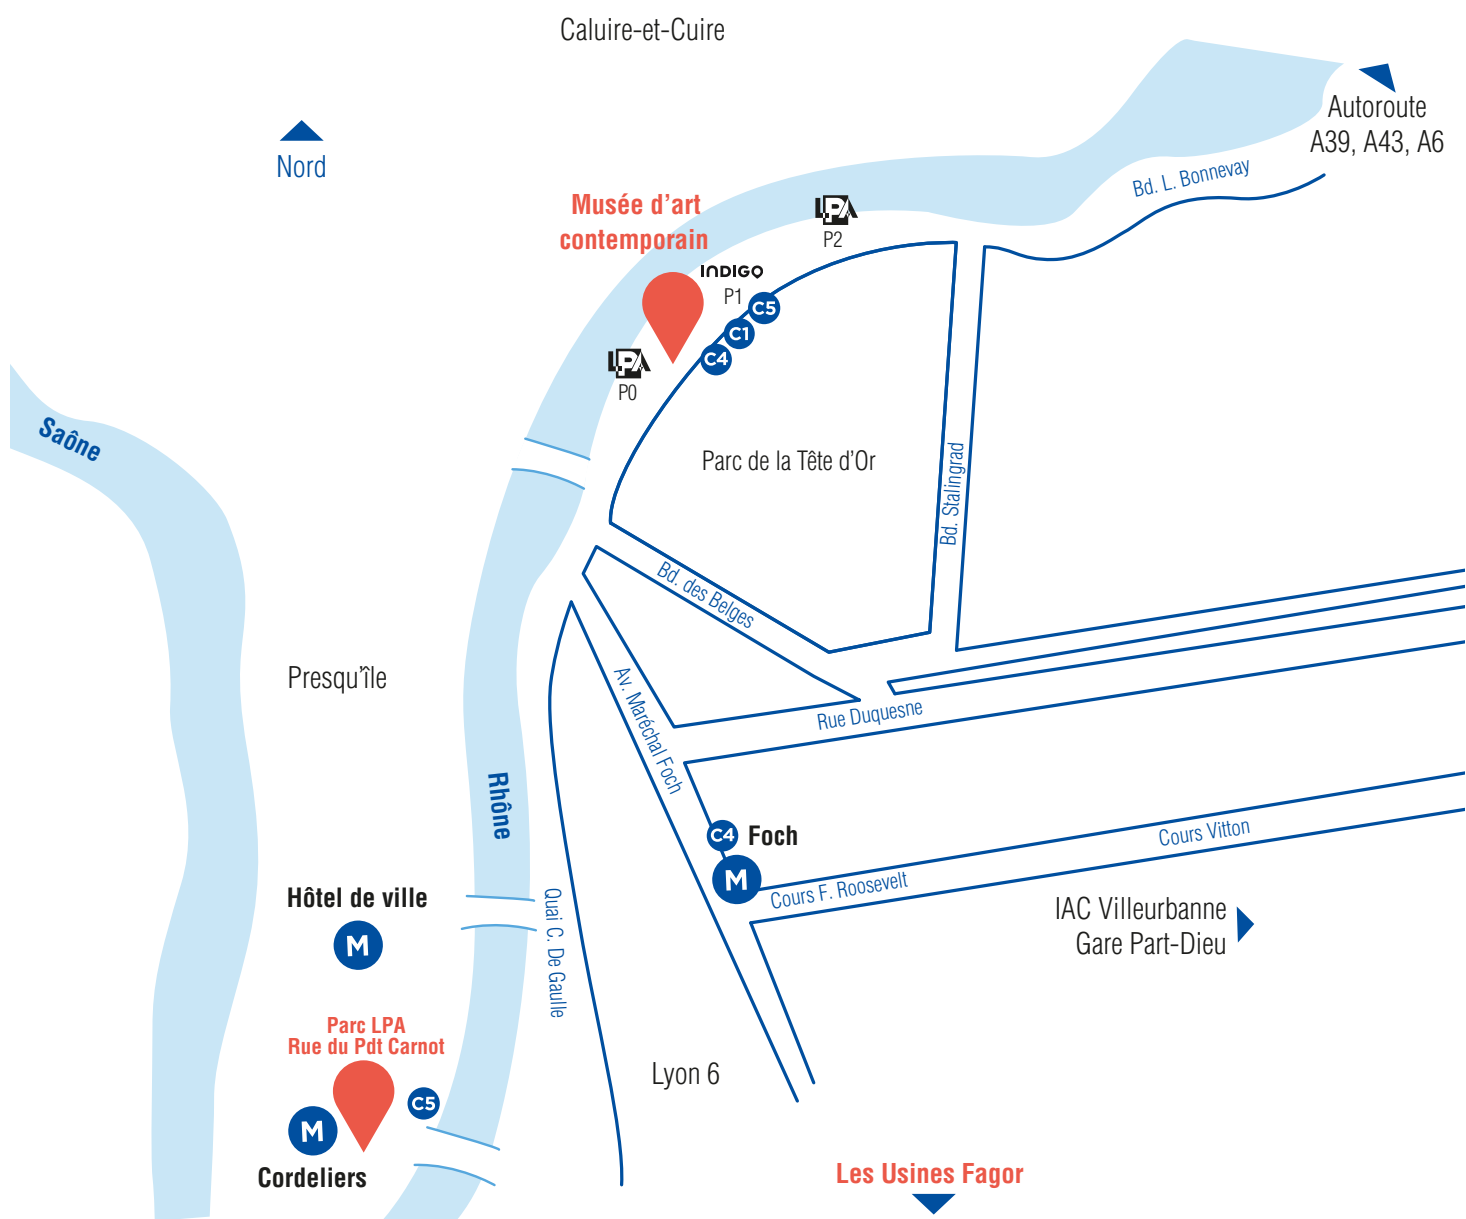 Caluire-et-Cuire
Autoroute
A39, A43, A6
Nord
Bd. L. Bonnevay
Musée d'art
contemporain
LPA
P2
INDIGO
P1
C5
C1
C4
LPA
P0
Saône
Parc de la Tête d'Or
Bd. Stalingrad
Bd. des Belges
Presqu'île
Av. Maréchal Foch
Rue Duquesne
Rhône
C4
Foch
M
Cours Vitton
Cours F. Roosevelt
Hôtel de ville
M
Quai C. De Gaulle
IAC Villeurbanne
Gare Part-Dieu
Parc LPA
Rue du Pdt Carnot
Lyon 6
C5
M
Cordeliers
Les Usines Fagor